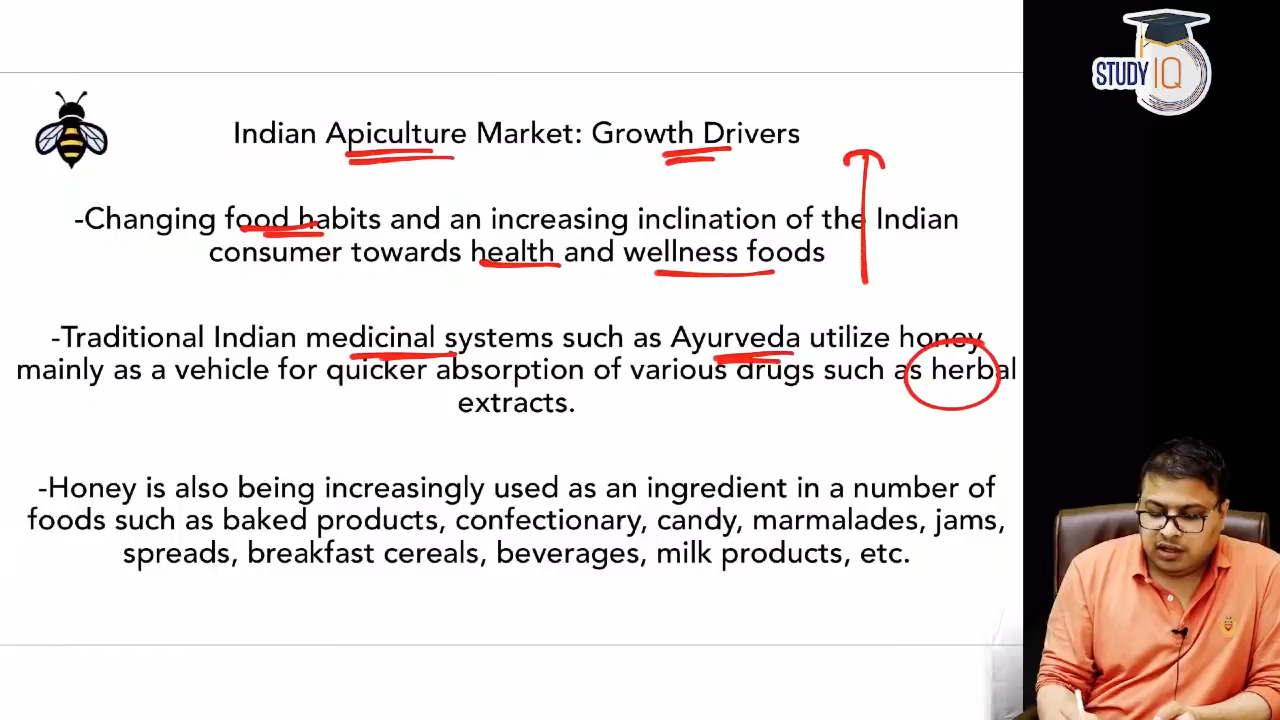 STUDY IQ
Indian Apiculture Market: Growth Drivers
-Changing food habits and an increasing inclination of the Indian
consumer towards health and wellness foods
-Traditional Indian medicinal systems such as Ayurveda utilize honey
mainly as a vehicle for quicker absorption of various drugs such as herbal
extracts.
-Honey is also being increasingly used as an ingredient in a number of
foods such as baked products, confectionary, candy, marmalades, jams,
spreads, breakfast cereals, beverages, milk products, etc.